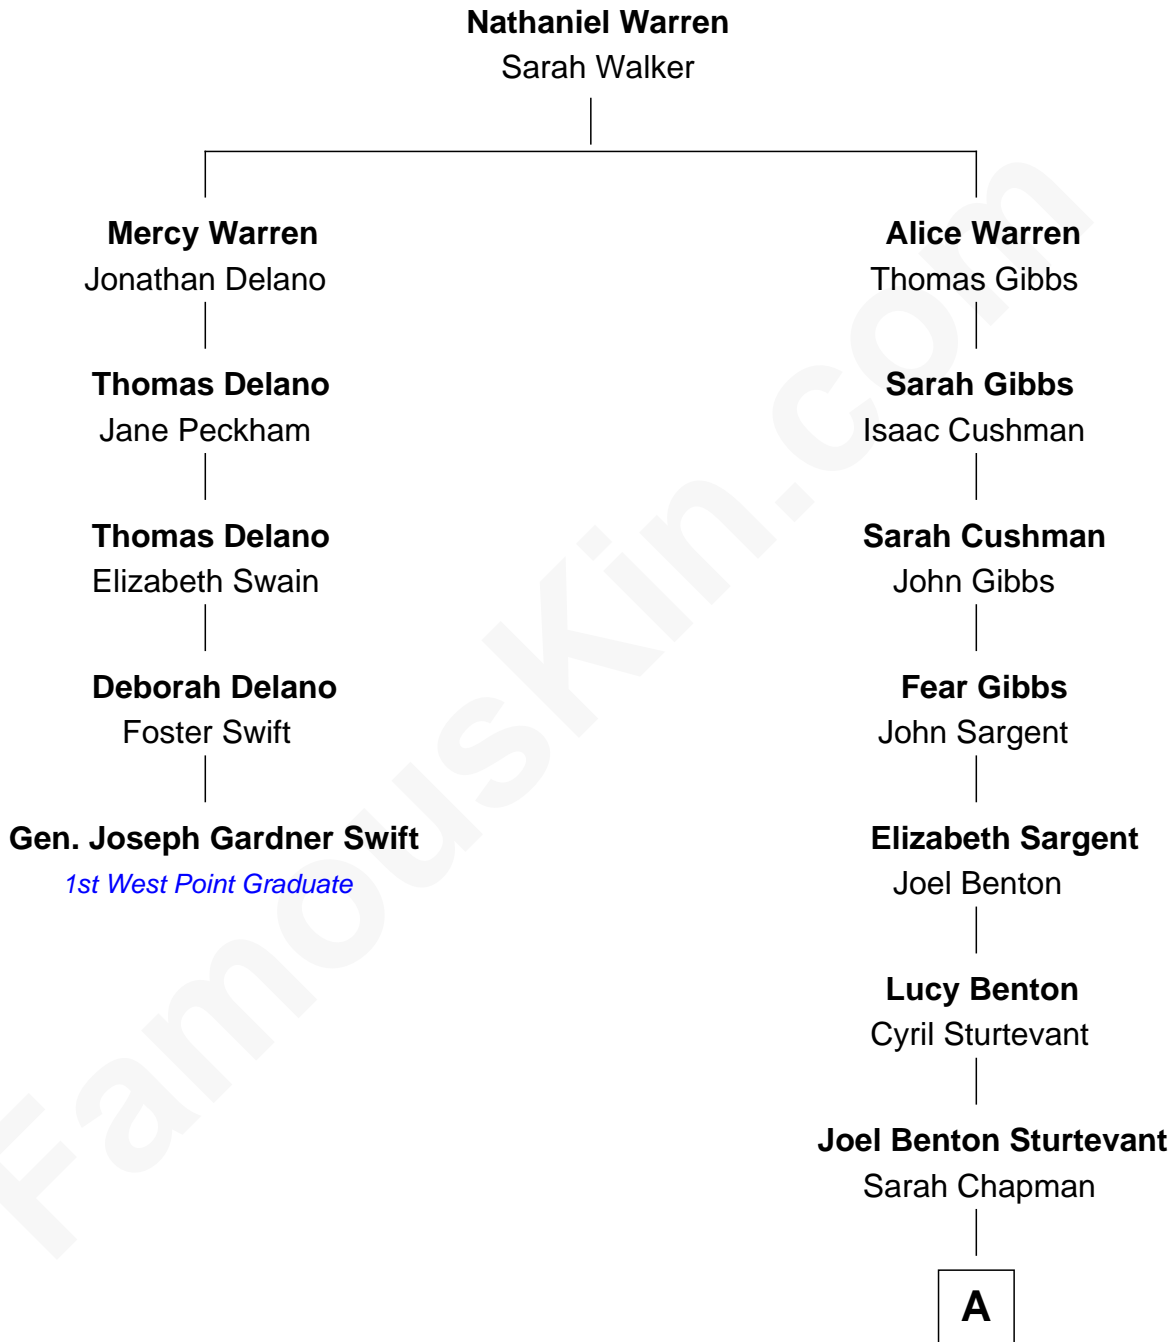 Nathaniel Warren
Sarah Walker
Mercy Warren
Jonathan Delano
Alice Warren
Thomas Gibbs
Thomas Delano
Jane Peckham
Sarah Gibbs
Isaac Cushman
Thomas Delano
Elizabeth Swain
Sarah Cushman
John Gibbs
Deborah Delano
Foster Swift
Fear Gibbs
John Sargent
Gen. Joseph Gardner Swift
1st West Point Graduate
Elizabeth Sargent
Joel Benton
Lucy Benton
Cyril Sturtevant
Joel Benton Sturtevant
Sarah Chapman
A
FamousKin.com